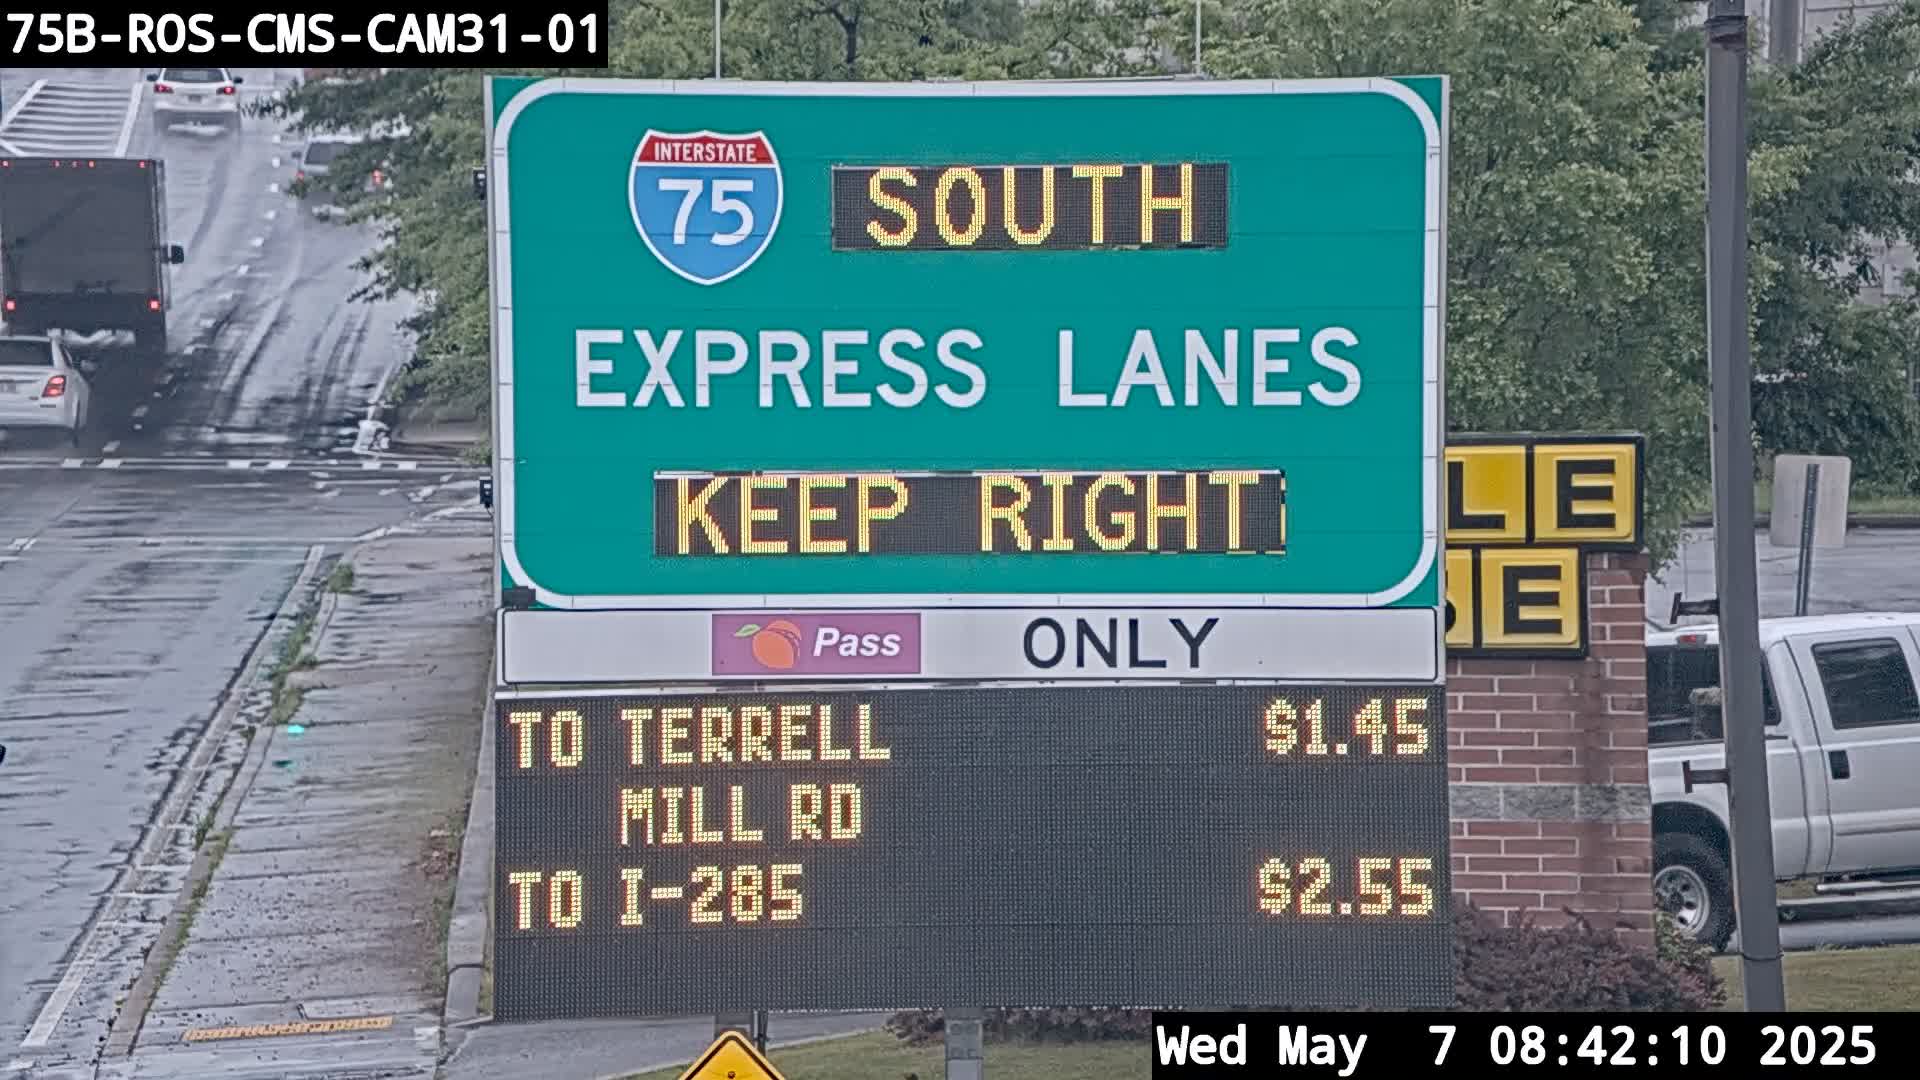 75B-ROS-CMS-CAM31-01
INTERSTATE
75
SOUTH
EXPRESS LANES
KEEP RIGHT
Pass ONLY
TO TERRELL $1.45
MILL RD
TO I-285 $2.55
LE
E
Wed May 7 08:42:10 2025